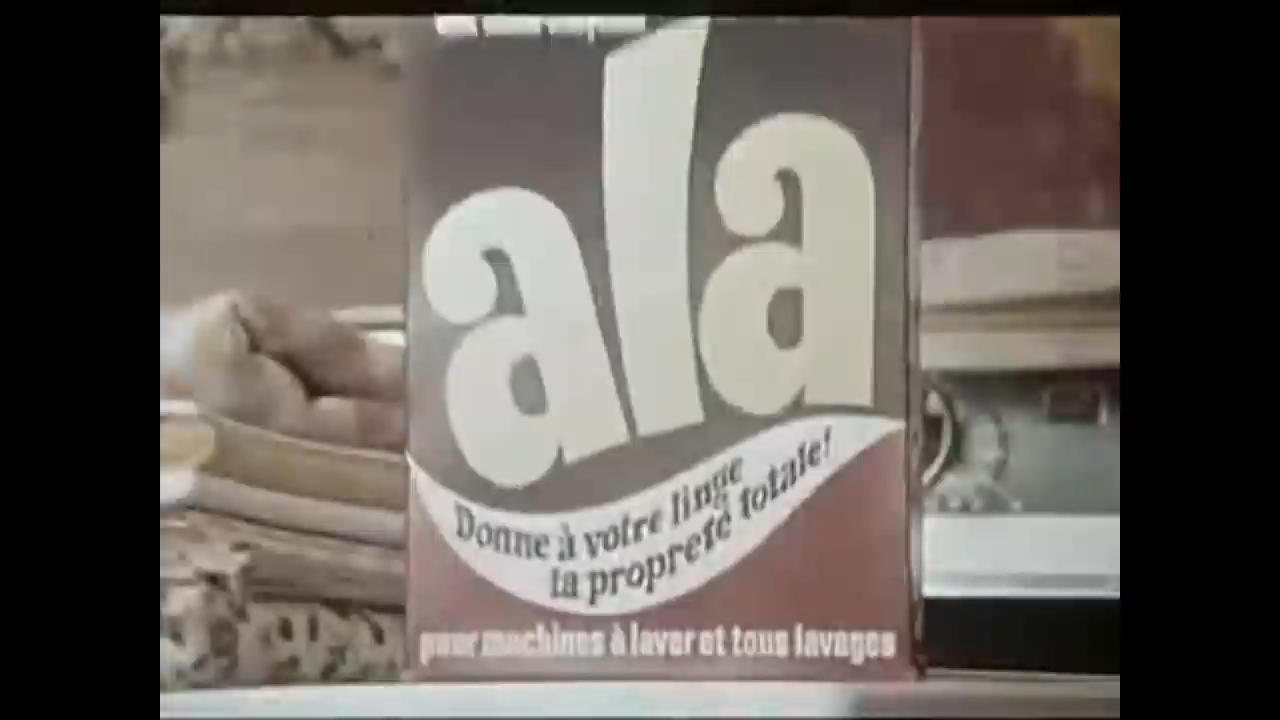 ala
Donne à votre linge
la propreté totale!
pour machines à laver et tous lavages